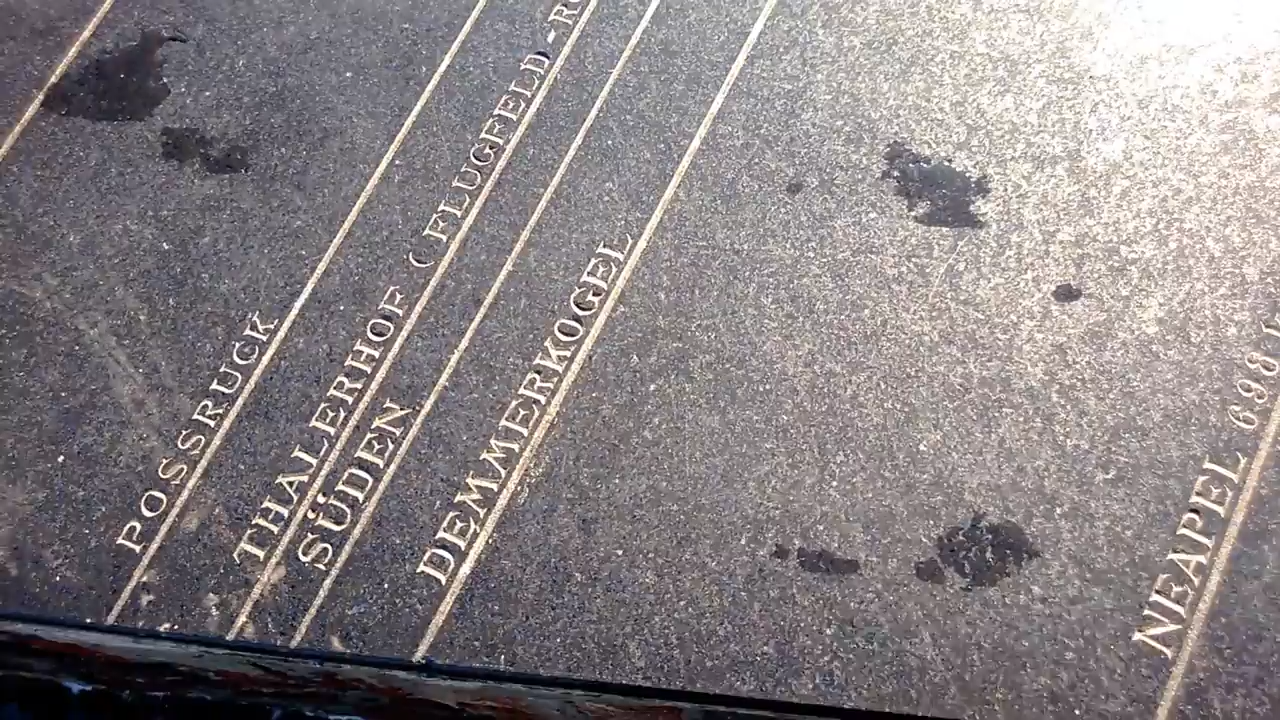 POSSRUCK
THALERHOF (FLUGFELD -
SÜDEN
DEMMERKOGEL
NEAPEL 698